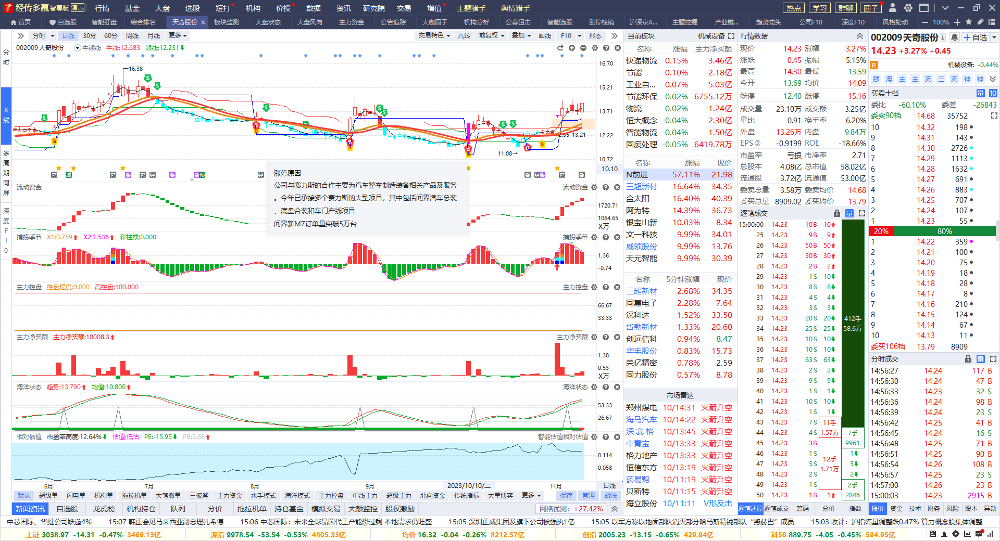 经传多赢 智尊版 演示 行情 基金 大盘 选股 短打 机构 价投 数据 资讯 研究院 交易 增值 主题猎手 舆情猎手 热点 学习 群聊 圈子
首页 自选股 智能盯盘 综合排名 天奇股份 板块监测 大盘状态 大盘风向 主力资金 公告追踪 大咖圈子 机构分析 公募狙击 智能选股 涨停棱镜 沪深京A... 主题挖掘 产业链... 趋势龙头 公司F10 深度F10 风格轮动 100%
分时 日线 30分 60分 周线 月线 更多 交易特色 九转 前复权 叠加 画线 F10 形态
002009 天奇股份 牛熊线 牛线:12.683 熊线:12.231
分时
K线
多周期同屏
深度F10
16.70
15.21
13.71
12.22
10.72
10.10
16.38
11.08
-13.21
涨停原因
公司与赛力斯的合作主要为汽车整车制造装备相关产品及服务
。今年已承接多个赛力斯的大型项目，其中包括问界汽车总装
、底盘合装和车门产线项目
问界新M7订单量突破5万台
流动资金 流动资金
1720.71
1064.65
X万
捕捞季节 X1:0.759 X2:1.536 彩柱数:0.000 捕捞季节
1.36
-0.74
主力控盘 控盘程度:0.000 高控盘:100.000 主力控盘
66.67
33.33
主力净买额 主力净买额:10008.3 主力净买额
1.38
0.53
X万
海洋状态 趋势:13.790 均值:10.800 海洋状态
53.33
26.67
相对估值 市盈率高度:12.64% 估值:低估 PE:-15.95 PB:2.68 智能估值相对估值
0.114
0.058
6月 7月 8月 9月 2023/10/10/二 11月 日线
默认 超级单 闪电单 机构单 拖拉机单 大笔撤单 三板斧 主力资金 水手模式 海洋模式 主力控盘 中线主力 超级主力 北向资金 传统指标 大单博弈 更多 保存 管理 战法
新闻资讯 自选股 龙虎榜 机构持仓 队列 分价 拖拉机单 持仓基金 模拟交易 大额监控 股权激励 网格优测: +27.42%
当前板块 机械设备
名称 涨幅 主力净买额
快递物流 0.15% 3.46亿
节能 0.10% 2.18亿
工业自... 0.07% 5.03亿
节能环保 -0.02% 6755.12万
物流 -0.02% 1.24亿
恒大概念 -0.04% 2.30亿
智能物流 -0.04% 1.50亿
固废处理 -0.05% 6419.78万
名称 涨幅 现价
N前进 57.11% 21.98
三超新材 16.64% 34.35
金太阳 16.40% 40.39
阿为特 14.39% 36.73
银宝山新 10.03% 8.34
文一科技 9.99% 34.01
威领股份 9.99% 13.76
天元智能 9.99% 30.39
名称 5分钟涨幅 现价
三超新材 2.68% 34.35
同惠电子 2.28% 7.64
深科达 1.52% 33.50
岱勒新材 1.33% 20.60
创远信科 0.94% 8.47
华丰股份 0.83% 15.73
荣亿精密 0.78% 2.59
同力股份 0.57% 8.78
市场雷达
郑州煤电 10/14:31 火箭升空
海马汽车 10/14:22 火箭升空
深 赛 格 10/13:45 火箭升空
中青宝 10/13:33 火箭升空
格力地产 10/13:33 火箭升空
恒信东方 10/13:19 火箭升空
药易购 10/11:19 火箭升空
贝斯特 10/11:15 火箭升空
海立股份 10/11:11 V形反击
行情数据
现价 14.23 涨幅 3.27%
涨跌 0.45 振幅 5.15%
最高 14.30 最低 13.59
今开 13.69 均价 14.09
跌停 12.40 涨停 15.16
成交量 23.10万 成交额 3.25亿
量比 0.91 换手率 6.20%
外盘 13.26万 内盘 9.84万
EPS③ -0.9199 ROE -18.66%
市盈率 亏损 市净率 2.71
总股本 4.08亿 总市值 58.02亿
流通股 3.72亿 流通值 53.00亿
委卖总量 3.58万 委卖均价 14.68
委买总量 8909.02 委买均价 13.79
逐笔成交 量
15:00:00 14.23 10B 10
25 14.23 9B 9
26 14.23 50B 50
27 14.23 30B 30
28 14.23 2B 2
29 14.23 1S 10
30 14.23 8S 8
31 14.23 4S 4
32 14.23 3S 3
33 14.23 20S 20
34 14.23 25S 25
35 14.23 10S 10
36 14.23 10S 10
37 14.23 63S 63
38 14.23 2S 2
39 14.23 9S 9
40 14.23 1S 1
41 14.23 10S 10
42 14.23 1S 1
43 14.23 7S
44 14.23 4S
45 14.23 3B
46 14.23 1S 1
47 14.23 5S 5
48 14.23 2S 2
49 14.23 1S
50 14.23 1B 1
412手
58.6万
11手
1.57万
7手
9961
12手
1.71万
2手
2846
逐笔还原 逐笔成交 筹码 分价 指数
002009 天奇股份 自选
14.23 +3.27% +0.45
R 机械设备: -0.44%
强 海 主 主 流 三 流 神 神
买卖十档 量 10
委比 -60.10% 委差 -26843
委卖90档 14.68 35752
10 14.32 198
9 14.31 143
8 14.30 2726
7 14.29 1113
6 14.28 1632
5 14.27 691
4 14.26 883
3 14.25 707
2 14.24 107
1 14.23 55
20% 80%
1 14.22 359
2 14.21 100
3 14.20 75
4 14.19 18
5 14.18 28
6 14.17 8
7 14.16 210
8 14.15 124
9 14.14 67
10 14.13 11
委买106档 13.79 8909
分时成交 量
14:56:27 14.24 117 B
14:56:30 14.24 47 B
14:56:33 14.23 32 S
14:56:36 14.24 98 B
14:56:39 14.24 23 S
14:56:42 14.25 41 B
14:56:45 14.24 16 S
14:56:48 14.25 71 B
14:56:51 14.25 90 B
14:56:54 14.26 108 B
14:56:57 14.25 23 S
14:57:00 14.26 23 B
15:00:03 14.23 2915 B
报价 资金 技术 财务 风险 股本 异动
中芯国际、华虹公司跌逾4% 15:07 韩正会见马来西亚副总理扎希德 15:06 中芯国际：未来全球晶圆代工产能恐过剩 本地需求仍旺盛 15:05 深圳正威集团及旗下公司被强执1亿 15:05 以军方称以地面部队消灭部分哈马斯精锐部队“努赫巴”成员 15:03 收评：沪指缩量调整跌0.47% 算力概念股集体调整
上证 3038.97 -14.31 -0.47% 3469.13亿 深指 9978.54 -53.54 -0.53% 4805.33亿 均价 16.32 -0.04 -0.26% 8212.57亿 创指 2005.23 -13.15 -0.65% 429.94亿 科50 889.75 -4.05 -0.45% 594.95亿